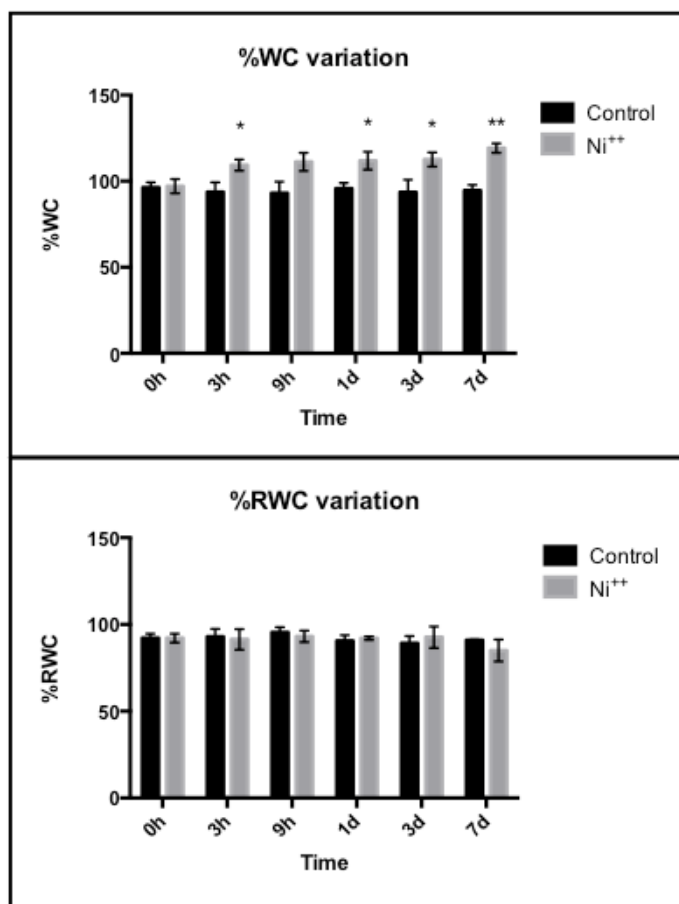 %WC variation
150
100
50
0
%WC
* * * **
0h 3h 9h 1d 3d 7d
Time
Control
Ni⁺⁺
%RWC variation
150
100
50
0
%RWC
0h 3h 9h 1d 3d 7d
Time
Control
Ni⁺⁺